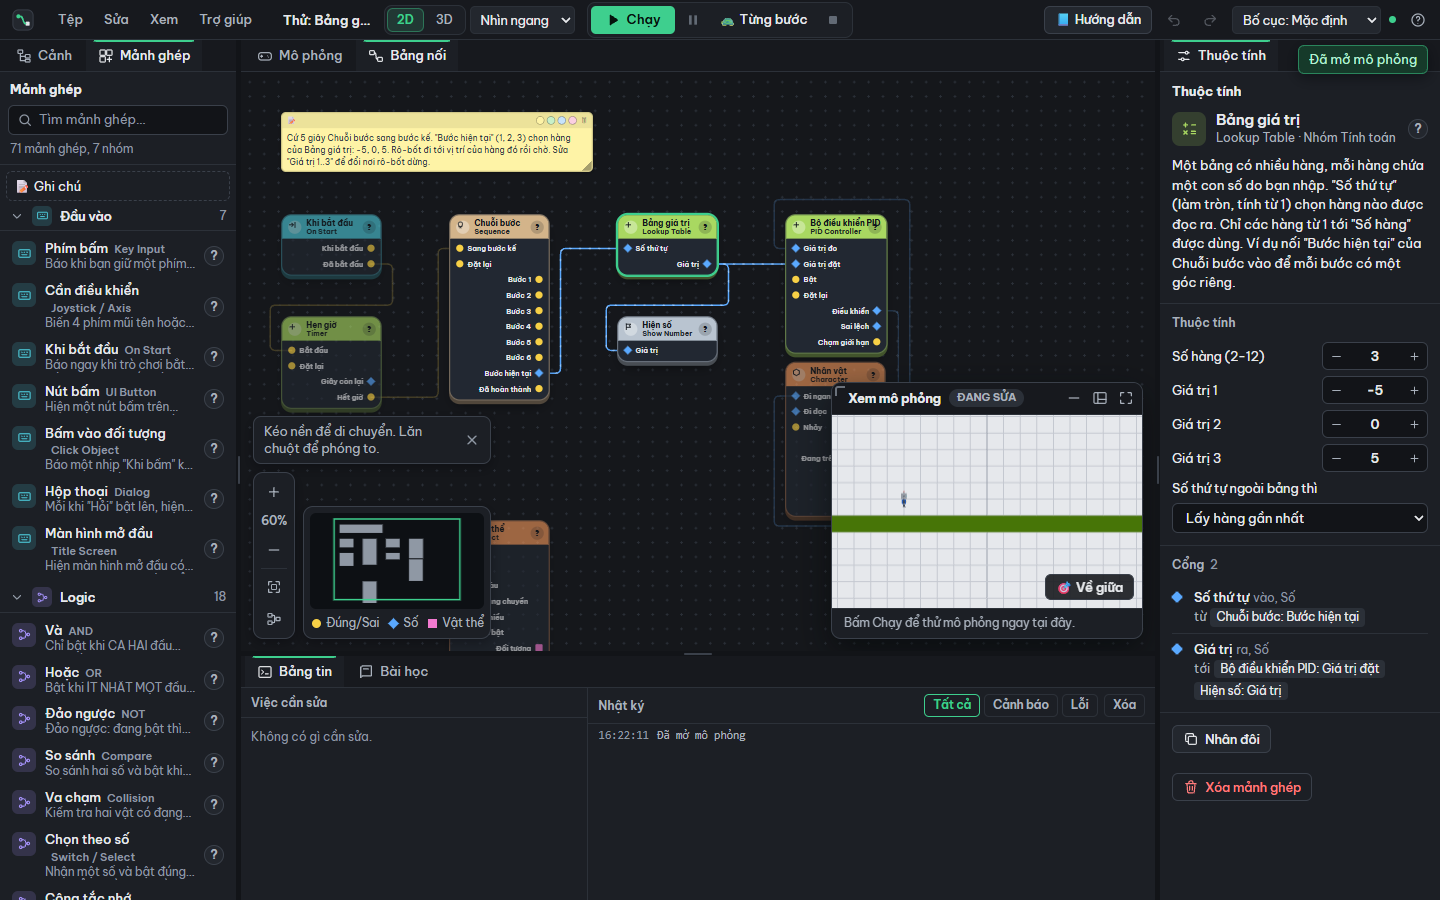 Tệp
Sửa
Xem
Trợ giúp
Thử: Bảng g...
2D
3D
Nhìn ngang
Chạy
Từng bước
Hướng dẫn
Bố cục: Mặc định
Cảnh
Mảnh ghép
Mảnh ghép
Tìm mảnh ghép...
71 mảnh ghép, 7 nhóm
Ghi chú
Đầu vào
7
Phím bấm Key Input
Báo khi bạn giữ một phím...
Cần điều khiển
Joystick / Axis
Biến 4 phím mũi tên hoặc...
Khi bắt đầu On Start
Báo ngay khi trò chơi bắt...
Nút bấm UI Button
Hiện một nút bấm trên...
Bấm vào đối tượng
Click Object
Báo một nhịp "Khi bấm" k...
Hộp thoại Dialog
Mỗi khi "Hỏi" bật lên, hiện...
Màn hình mở đầu
Title Screen
Hiện màn hình mở đầu có...
Logic
18
Và AND
Chỉ bật khi CẢ HAI đầu...
Hoặc OR
Bật khi ÍT NHẤT MỘT đầu...
Đảo ngược NOT
Đảo ngược: đang bật thì...
So sánh Compare
So sánh hai số và bật khi...
Va chạm Collision
Kiểm tra hai vật có đang...
Chọn theo số
Switch / Select
Nhận một số và bật đúng...
Công tắc nhớ
Mô phỏng
Bảng nối
Cứ 5 giây Chuỗi bước sang bước kế. "Bước hiện tại" (1, 2, 3) chọn hàng
của Bảng giá trị: -5, 0, 5. Rô-bốt đi tới vị trí của hàng đó rồi chờ. Sửa
"Giá trị 1..3" để đổi nơi rô-bốt dừng.
Khi bắt đầu
On Start
Khi bắt đầu
Đã bắt đầu
Hẹn giờ
Timer
Bắt đầu
Đặt lại
Giây còn lại
Hết giờ
Chuỗi bước
Sequence
Sang bước kế
Đặt lại
Bước 1
Bước 2
Bước 3
Bước 4
Bước 5
Bước 6
Bước hiện tại
Đã hoàn thành
Bảng giá trị
Lookup Table
Số thứ tự
Giá trị
Hiện số
Show Number
Giá trị
Bộ điều khiển PID
PID Controller
Giá trị đo
Giá trị đặt
Bật
Đặt lại
Điều khiển
Sai lệch
Chạm giới hạn
Nhân vật
Character
Đi ngan
Đi dọc
Nhảy
Đang trê
Kéo nền để di chuyển. Lăn
chuột để phóng to.
60%
Đúng/Sai
Số
Vật thể
Đối tượng
Xem mô phỏng
ĐANG SỬA
Về giữa
Bấm Chạy để thử mô phỏng ngay tại đây.
Bảng tin
Bài học
Việc cần sửa
Không có gì cần sửa.
Nhật ký
Tất cả
Cảnh báo
Lỗi
Xóa
16:22:11 Đã mở mô phỏng
Thuộc tính
Đã mở mô phỏng
Thuộc tính
Bảng giá trị
Lookup Table · Nhóm Tính toán
Một bảng có nhiều hàng, mỗi hàng chứa
một con số do bạn nhập. "Số thứ tự"
(làm tròn, tính từ 1) chọn hàng nào được
đọc ra. Chỉ các hàng từ 1 tới "Số hàng"
được dùng. Ví dụ nối "Bước hiện tại" của
Chuỗi bước vào để mỗi bước có một
góc riêng.
Thuộc tính
Số hàng (2-12)
3
Giá trị 1
-5
Giá trị 2
0
Giá trị 3
5
Số thứ tự ngoài bảng thì
Lấy hàng gần nhất
Cổng 2
Số thứ tự vào, Số
từ Chuỗi bước: Bước hiện tại
Giá trị ra, Số
tới Bộ điều khiển PID: Giá trị đặt
Hiện số: Giá trị
Nhân đôi
Xóa mảnh ghép